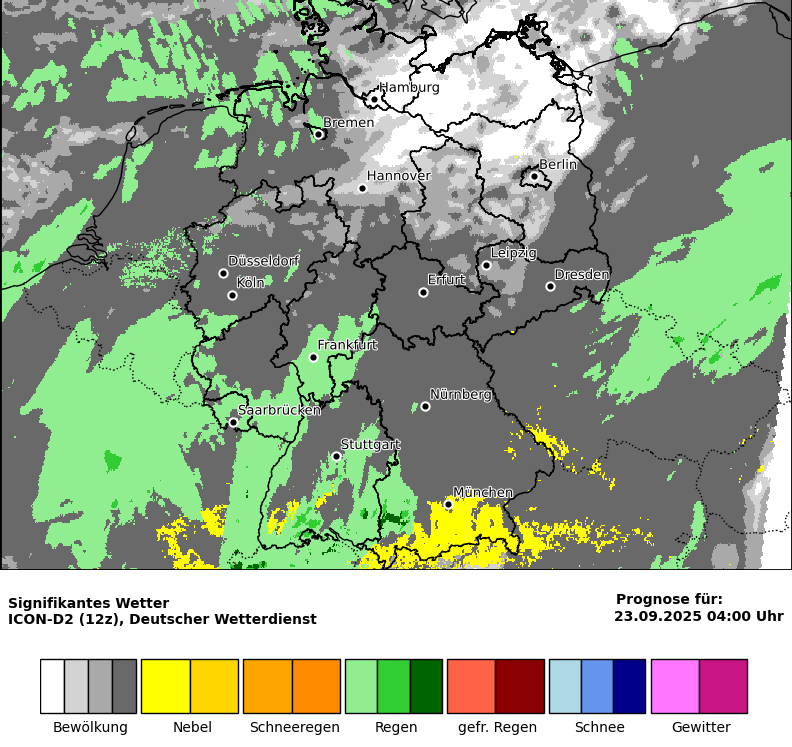 Hamburg
Bremen
Berlin
Hannover
Leipzig
Düsseldorf
Dresden
Köln
Erfurt
Frankfurt
Nürnberg
Saarbrücken
Stuttgart
München
Signifikantes Wetter
ICON-D2 (12z), Deutscher Wetterdienst
Prognose für:
23.09.2025 04:00 Uhr
Bewölkung
Nebel
Schneeregen
Regen
gefr. Regen
Schnee
Gewitter